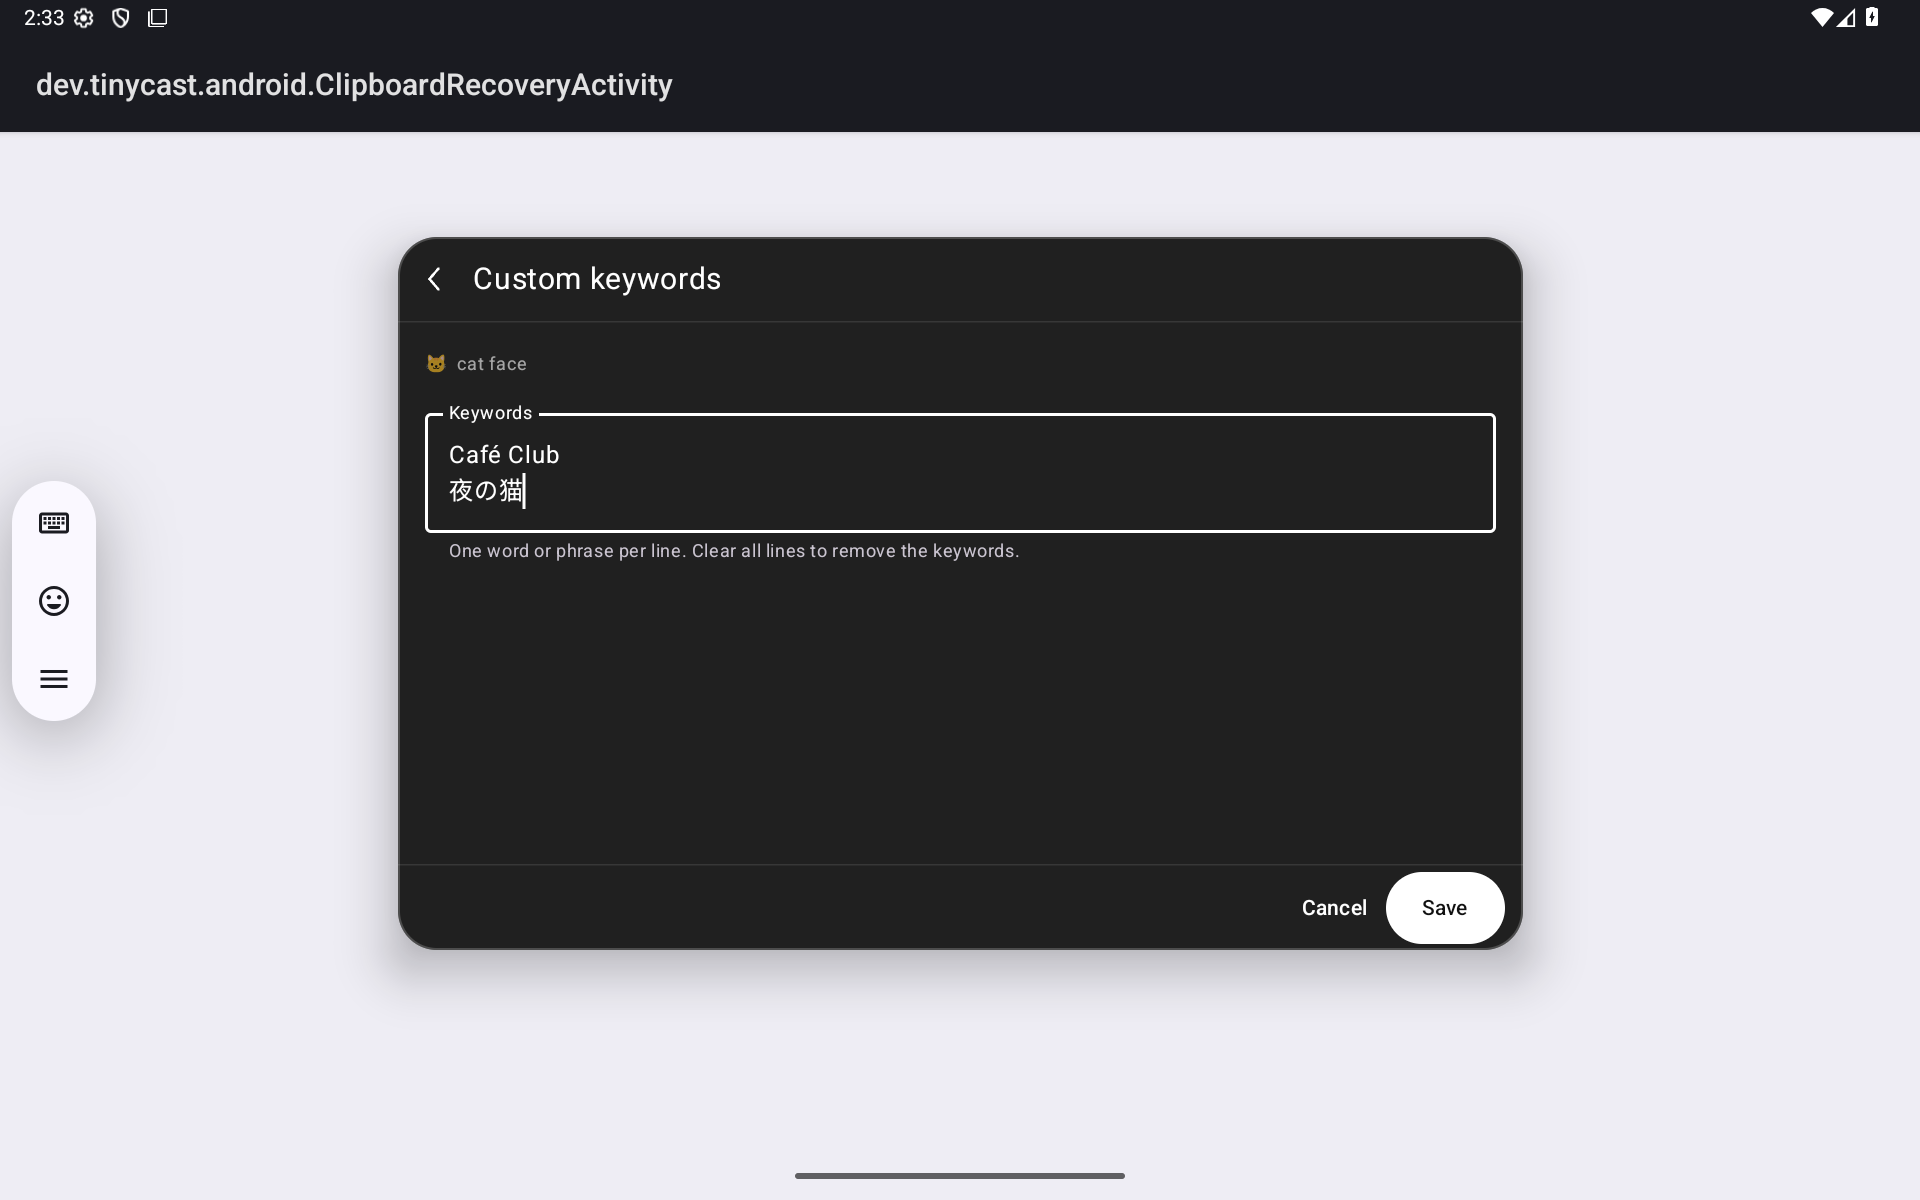 2:33
dev.tinycast.android.ClipboardRecoveryActivity
Custom keywords
🐱 cat face
Keywords
Café Club
夜の猫
One word or phrase per line. Clear all lines to remove the keywords.
Cancel Save